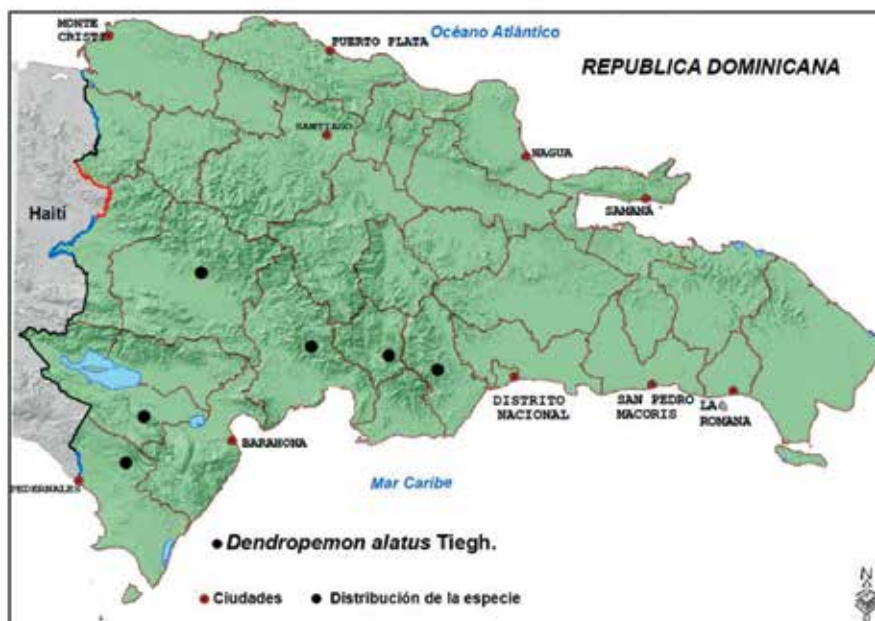 MONTE
CRISTI
PUERTO PLATA
Océano Atlántico
REPUBLICA DOMINICANA
SANTIAGO
NAGUA
SAMANÁ
Haití
DISTRITO
NACIONAL
SAN PEDRO
MACORIS
LA
ROMANA
BARAHONA
PEDERNALES
Mar Caribe
Dendropemon alatus Tiegh.
Ciudades
Distribución de la especie
N